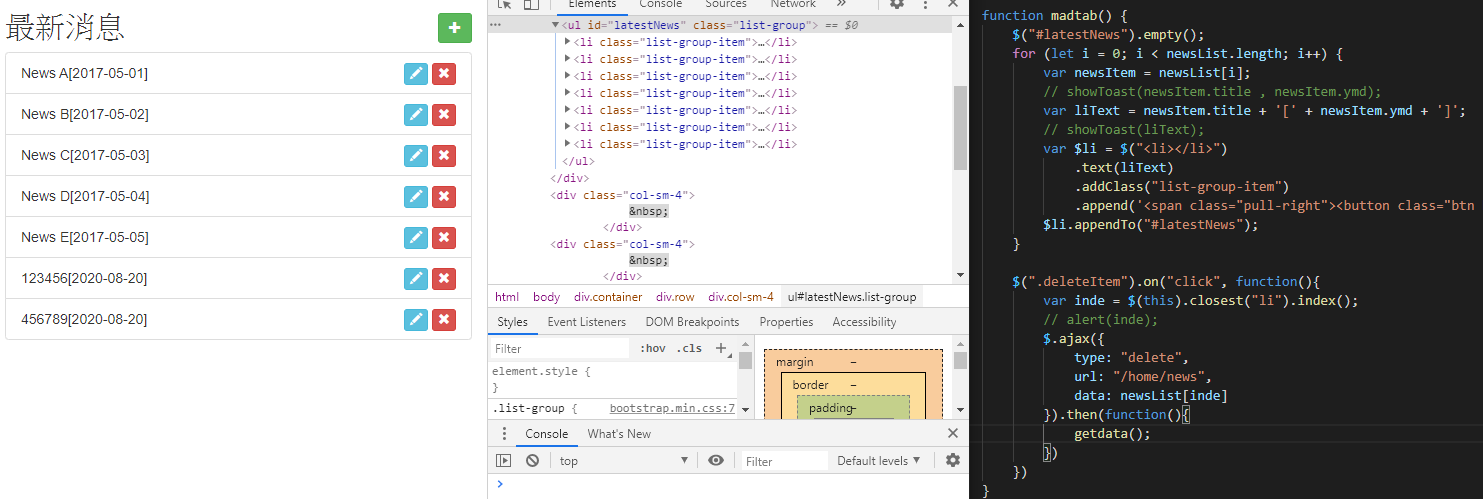 最新消息
News A[2017-05-01]
News B[2017-05-02]
News C[2017-05-03]
News D[2017-05-04]
News E[2017-05-05]
123456[2020-08-20]
456789[2020-08-20]
Elements Console Sources Network »
▼<ul id="latestNews" class="list-group"> == $0
▶<li class="list-group-item">…</li>
▶<li class="list-group-item">…</li>
▶<li class="list-group-item">…</li>
▶<li class="list-group-item">…</li>
▶<li class="list-group-item">…</li>
▶<li class="list-group-item">…</li>
▶<li class="list-group-item">…</li>
</ul>
</div>
<div class="col-sm-4">
&nbsp;
</div>
<div class="col-sm-4">
&nbsp;
</div>
html body div.container div.row div.col-sm-4 ul#latestNews.list-group
Styles Event Listeners DOM Breakpoints Properties Accessibility
Filter :hov .cls +
element.style {
}
.list-group { bootstrap.min.css:7
margin –
border –
padding–
Console What's New
top Filter Default levels ▼
function madtab() {
$("#latestNews").empty();
for (let i = 0; i < newsList.length; i++) {
var newsItem = newsList[i];
// showToast(newsItem.title , newsItem.ymd);
var liText = newsItem.title + '[' + newsItem.ymd + ']';
// showToast(liText);
var $li = $("<li></li>")
.text(liText)
.addClass("list-group-item")
.append('<span class="pull-right"><button class="btn
$li.appendTo("#latestNews");
}
$(".deleteItem").on("click", function(){
var inde = $(this).closest("li").index();
// alert(inde);
$.ajax({
type: "delete",
url: "/home/news",
data: newsList[inde]
}).then(function(){
getdata();
})
})
}